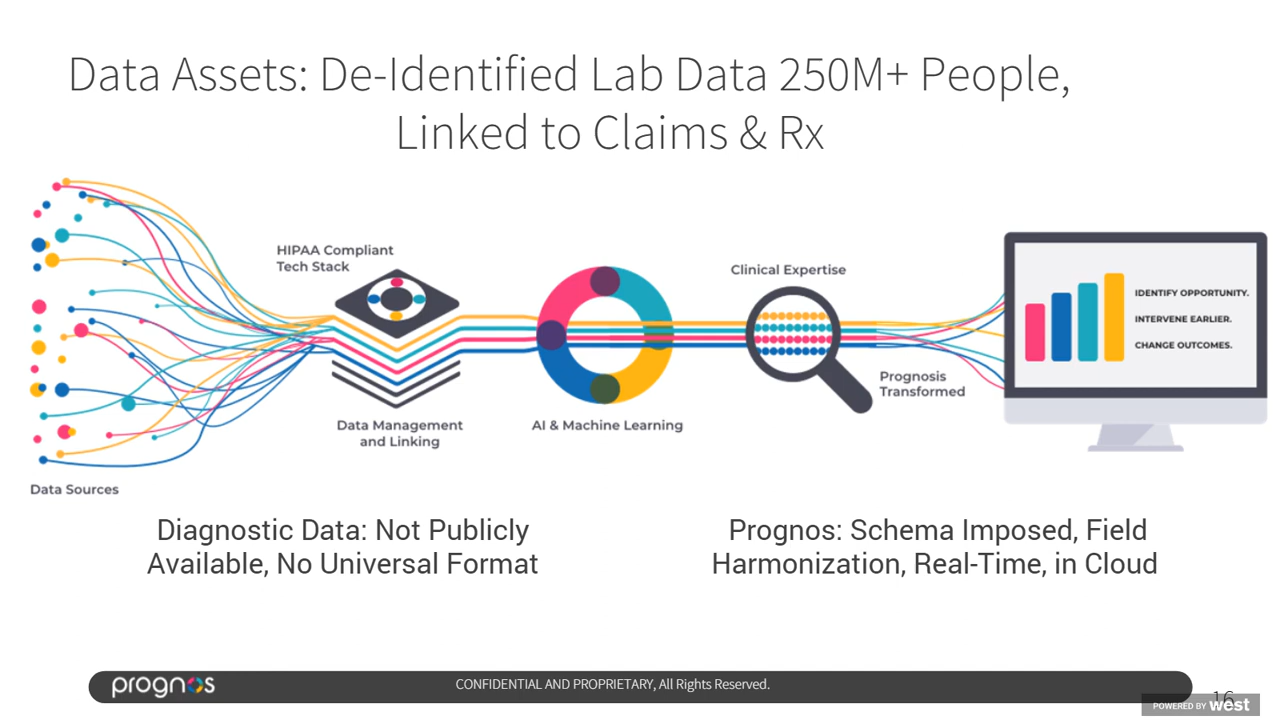 Data Assets: De-Identified Lab Data 250M+ People,
Linked to Claims & Rx
HIPAA Compliant
Tech Stack
Data Management
and Linking
AI & Machine Learning
Clinical Expertise
Prognosis
Transformed
IDENTIFY OPPORTUNITY.
INTERVENE EARLIER.
CHANGE OUTCOMES.
Data Sources
Diagnostic Data: Not Publicly
Available, No Universal Format
Prognos: Schema Imposed, Field
Harmonization, Real-Time, in Cloud
prognos
CONFIDENTIAL AND PROPRIETARY, All Rights Reserved.
16
POWERED BY west